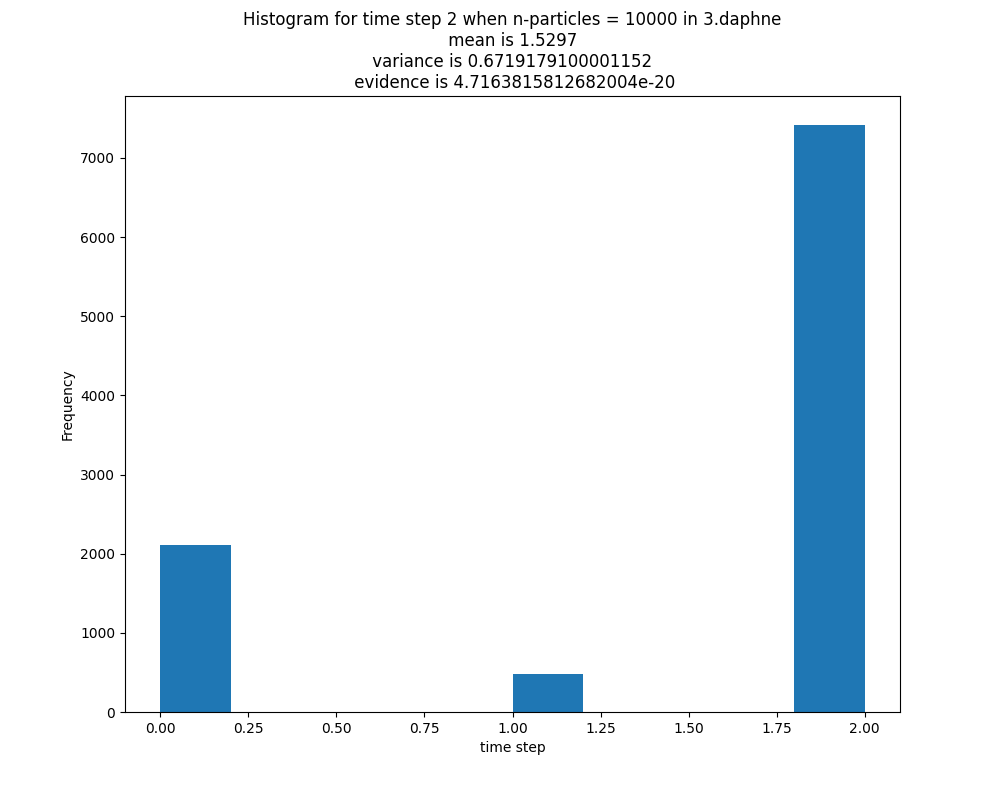 Histogram for time step 2 when n-particles = 10000 in 3.daphne
mean is 1.5297
variance is 0.6719179100001152
evidence is 4.7163815812682004e-20
7000
6000
5000
4000
3000
2000
1000
0
Frequency
0.00 0.25 0.50 0.75 1.00 1.25 1.50 1.75 2.00
time step